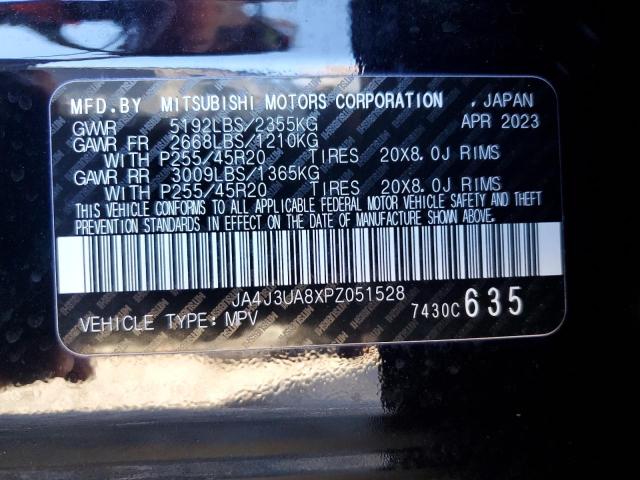 MFD.BY MITSUBISHI MOTORS CORPORATION , JAPAN
GVWR 5192LBS/2355KG APR 2023
GAWR FR 2668LBS/1210KG
WITH P255/45R20 TIRES 20X8.0J RIMS
GAWR RR 3009LBS/1365KG
WITH P255/45R20 TIRES 20X8.0J RIMS
THIS VEHICLE CONFORMS TO ALL APPLICABLE FEDERAL MOTOR VEHICLE SAFETY AND THEFT
PREVENTION STANDARDS IN EFFECT ON THE DATE OF MANUFACTURE SHOWN ABOVE.
JA4J3UA8XPZ051528
VEHICLE TYPE:MPV 7430C 635